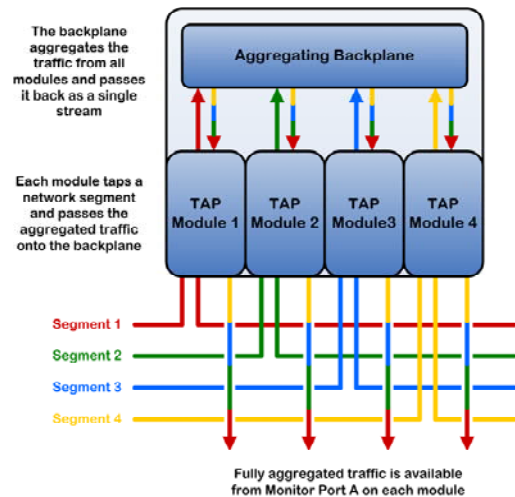 The backplane
aggregates the
traffic from all
modules and passes
it back as a single
stream
Aggregating Backplane
Each module taps a
network segment
and passes the
aggregated traffic
onto the backplane
TAP
Module 1
TAP
Module 2
TAP
Module3
TAP
Module 4
Segment 1
Segment 2
Segment 3
Segment 4
Fully aggregated traffic is available
from Monitor Port A on each module